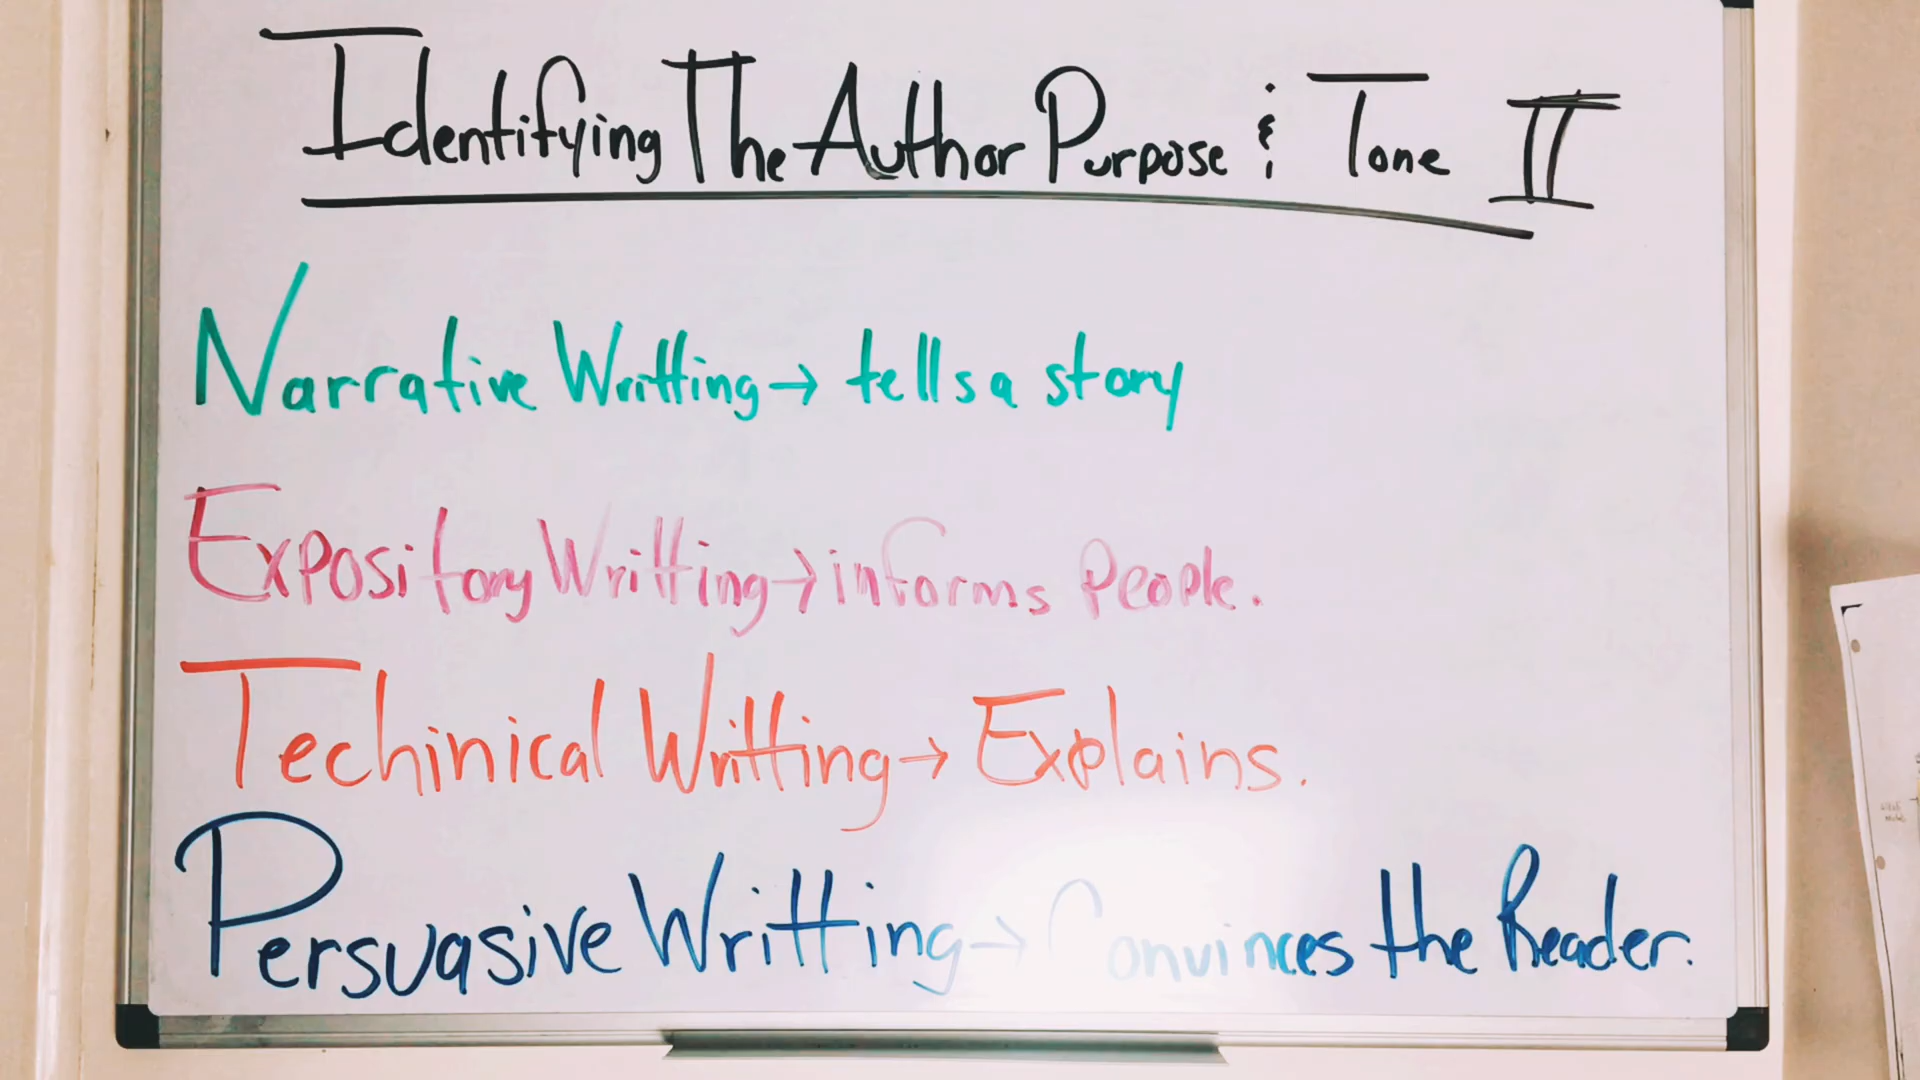 Identifying The Author Purpose & Tone II
Narrative Writting → tells a story
Expository Writting → informs People.
Techinical Writting → Explains.
Persuasive Writting → Convinces the Reader.